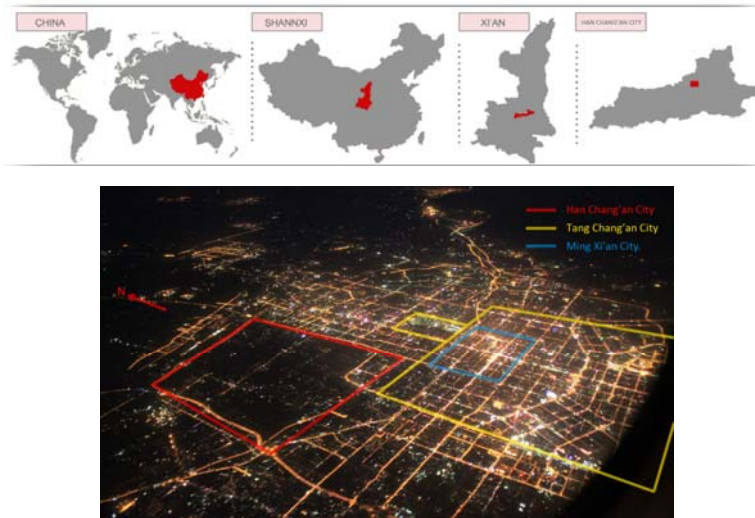 CHINA
SHANNXI
XI'AN
HAN CHANG'AN CITY
Han Chang'an City
Tang Chang'an City
Ming Xi'an City.
N